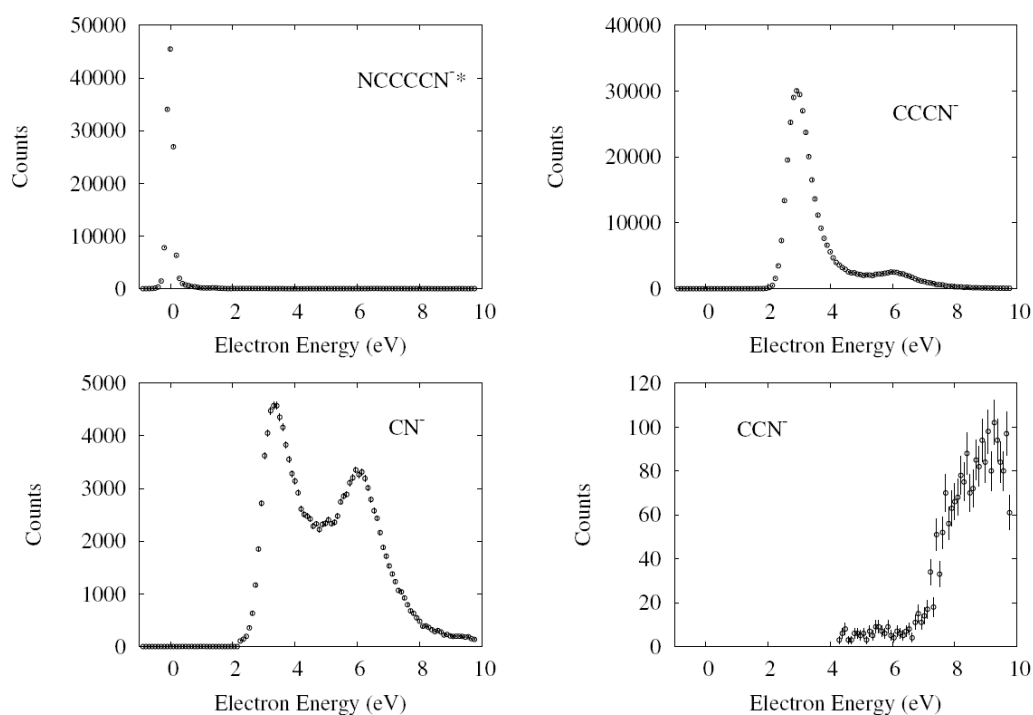 50000
40000
30000
20000
10000
0
Counts
NCCCCN⁻*
0 2 4 6 8 10
Electron Energy (eV)
40000
30000
20000
10000
0
Counts
CCCN⁻
0 2 4 6 8 10
Electron Energy (eV)
5000
4000
3000
2000
1000
0
Counts
CN⁻
0 2 4 6 8 10
Electron Energy (eV)
120
100
80
60
40
20
0
Counts
CCN⁻
0 2 4 6 8 10
Electron Energy (eV)